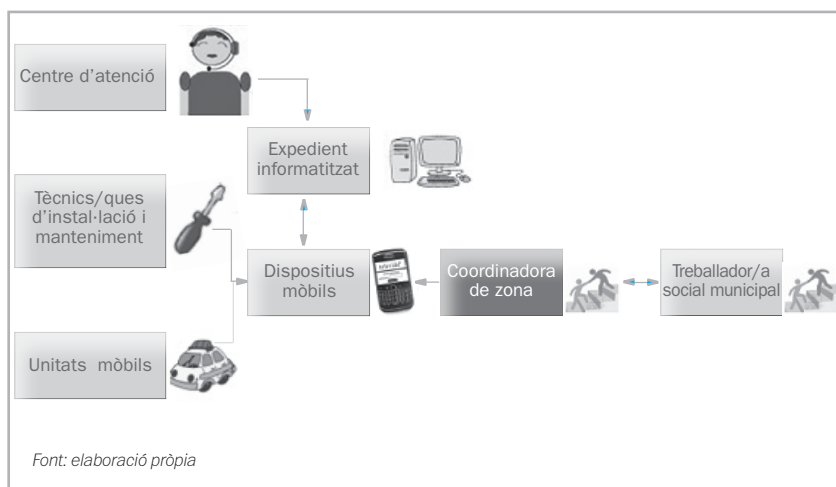 Centre d'atenció
Expedient
informatitzat
Tècnics/ques
d'instal·lació i
manteniment
Dispositius
mòbils
Coordinadora
de zona
Treballador/a
social municipal
Unitats mòbils
Font: elaboració pròpia